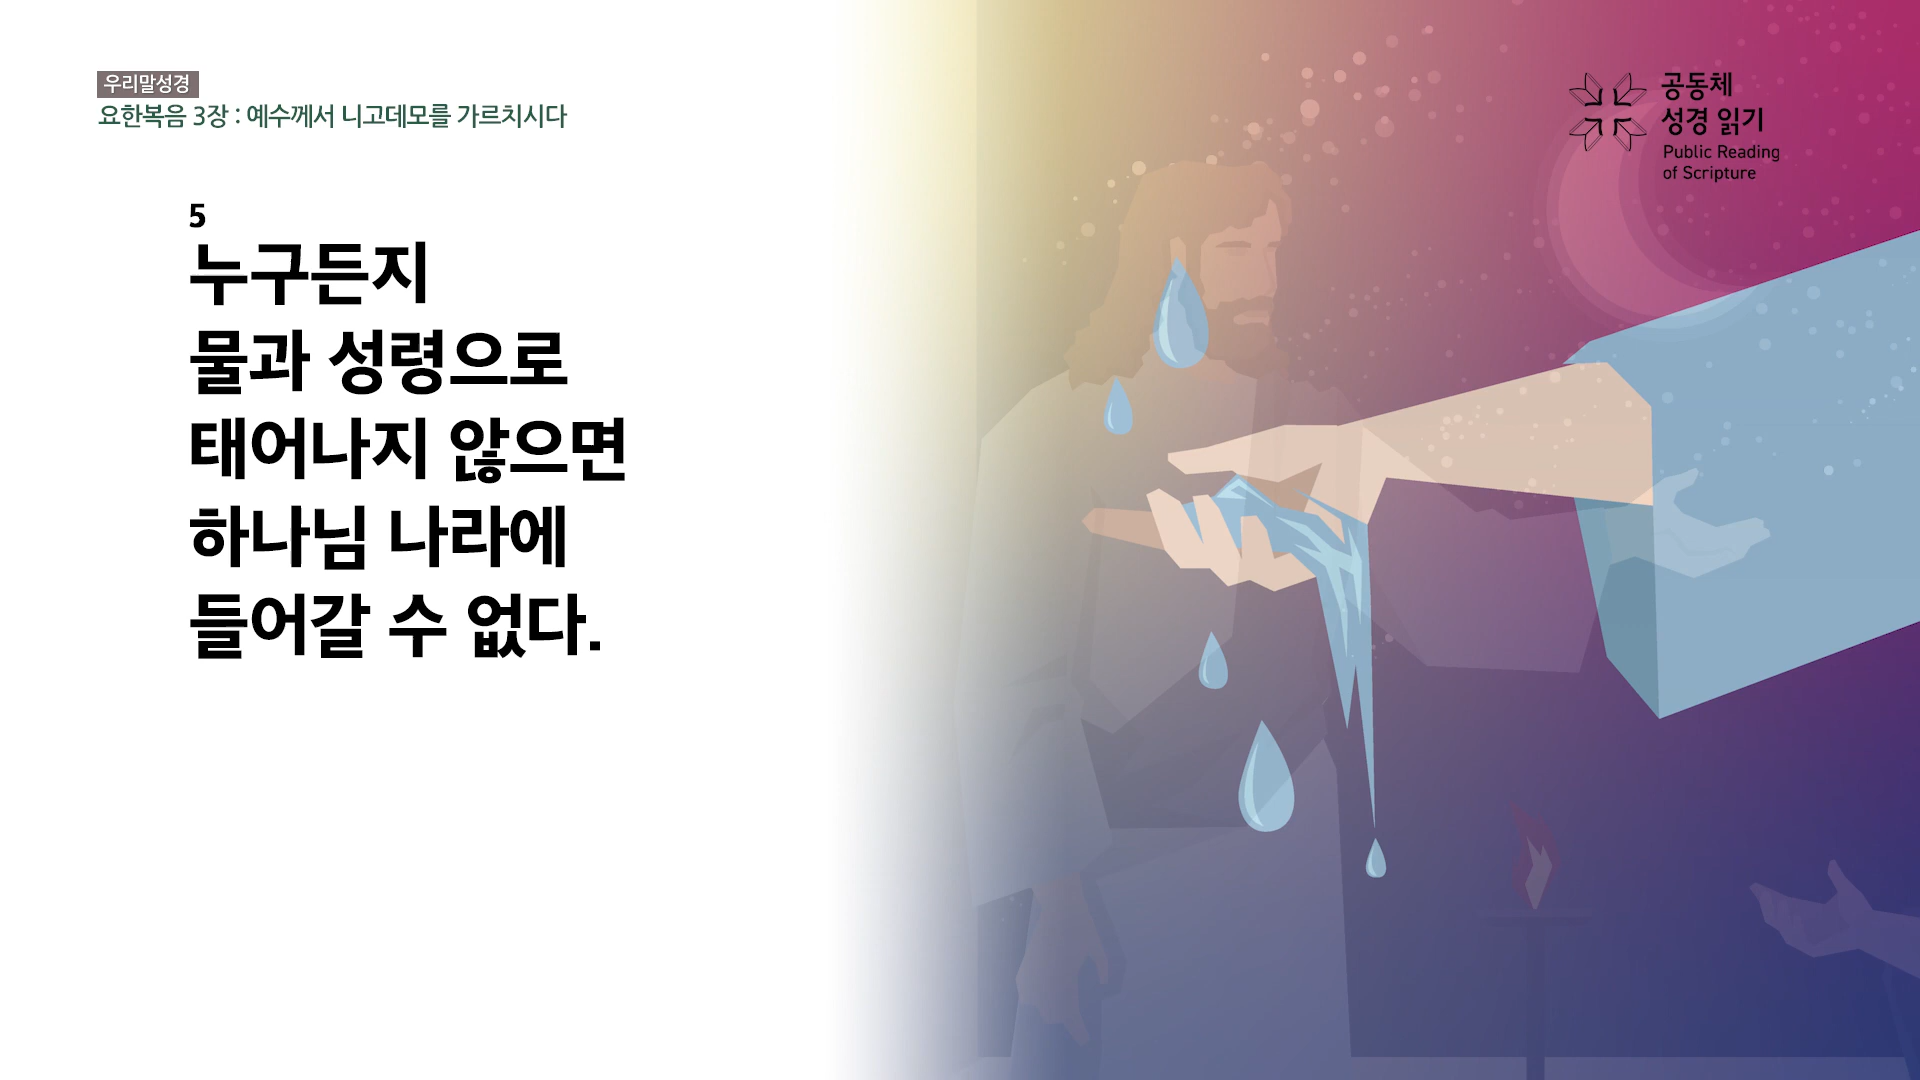 우리말성경
요한복음 3장 : 예수께서 니고데모를 가르치시다
공동체
성경 읽기
Public Reading
of Scripture
5
누구든지
물과 성령으로
태어나지 않으면
하나님 나라에
들어갈 수 없다.